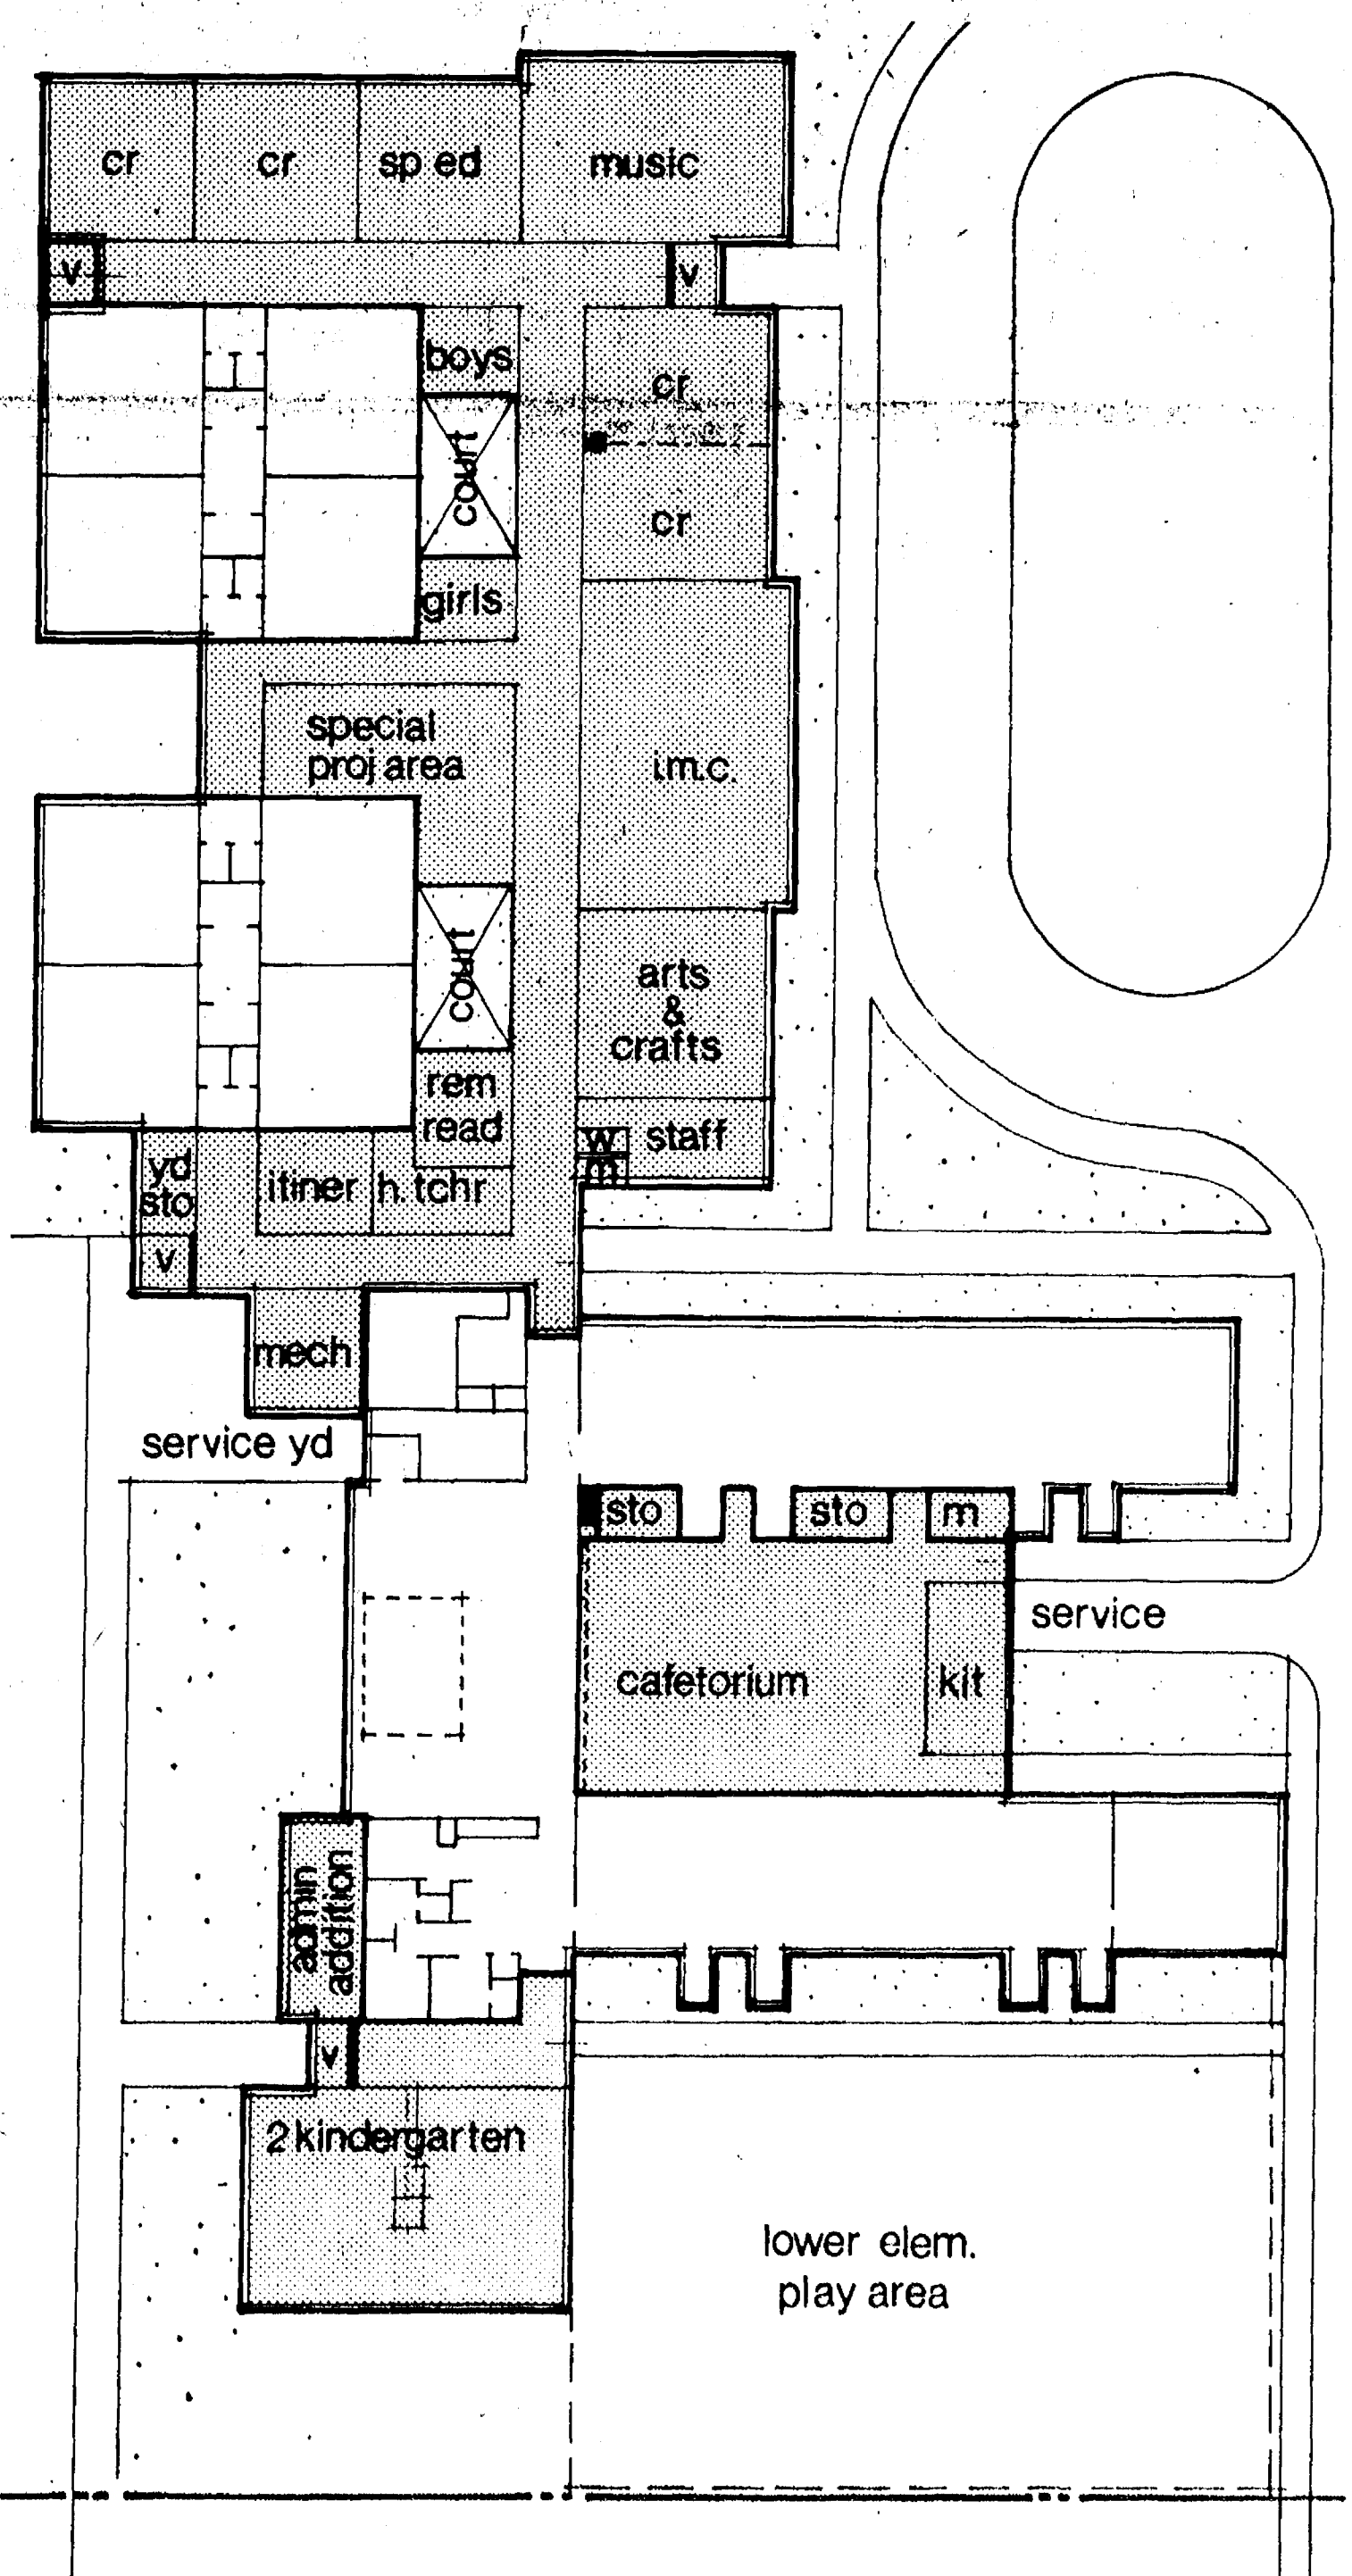 cr
cr
sp ed
music
v
v
boys
cr
court
cr
girls
special
proj area
i.m.c.
court
arts
&
crafts
rem
read
w
staff
m
yd
sto
itiner
h. tchr
v
mech
service yd
sto
sto
m
service
cafetorium
kit
admin
addition
v
2 kindergarten
lower elem.
play area